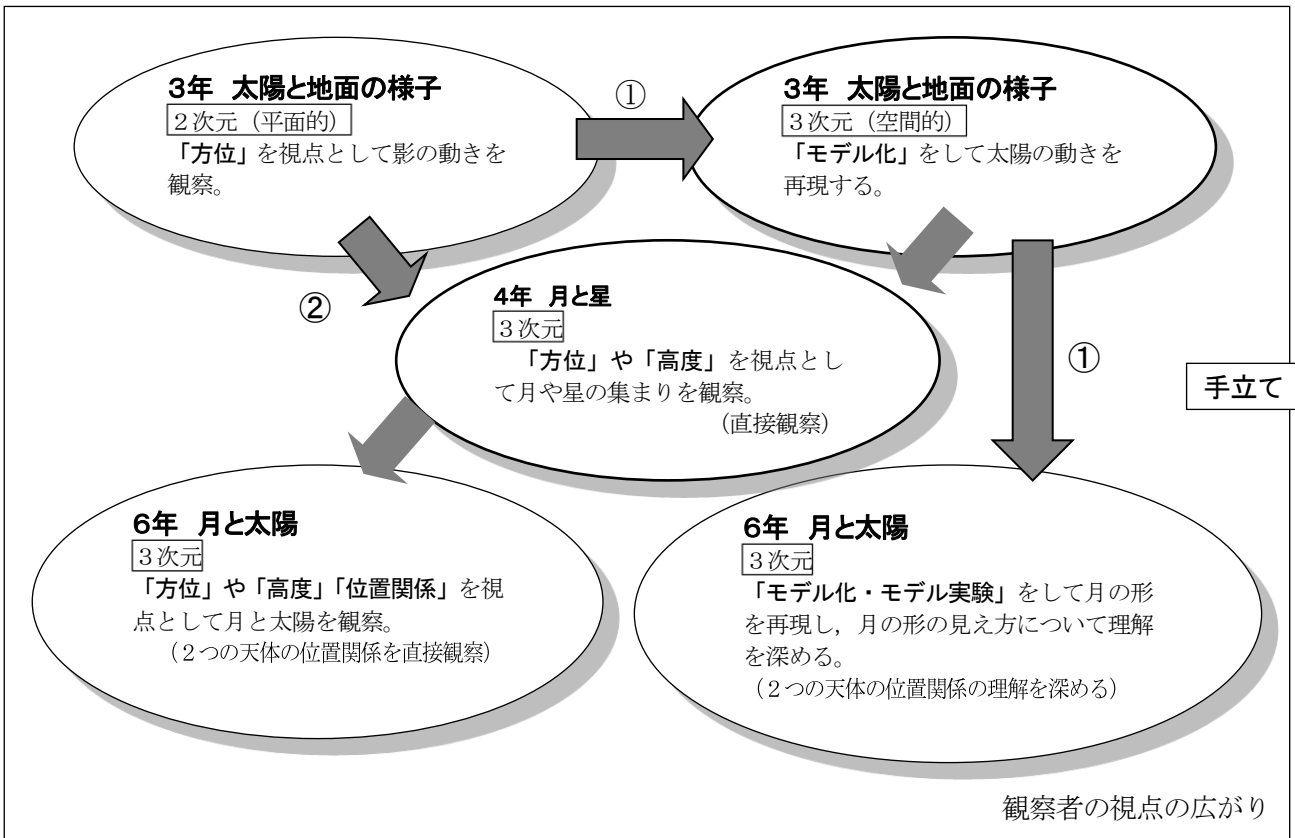 3年 太陽と地面の様子
2次元（平面的）
「方位」を視点として影の動きを
観察。
①
3年 太陽と地面の様子
3次元（空間的）
「モデル化」をして太陽の動きを
再現する。
②
4年 月と星
3次元
「方位」や「高度」を視点とし
て月や星の集まりを観察。
（直接観察）
①
手立て
6年 月と太陽
3次元
「方位」や「高度」「位置関係」を視
点として月と太陽を観察。
（2つの天体の位置関係を直接観察）
6年 月と太陽
3次元
「モデル化・モデル実験」をして月の形
を再現し，月の形の見え方について理解
を深める。
（2つの天体の位置関係の理解を深める）
観察者の視点の広がり